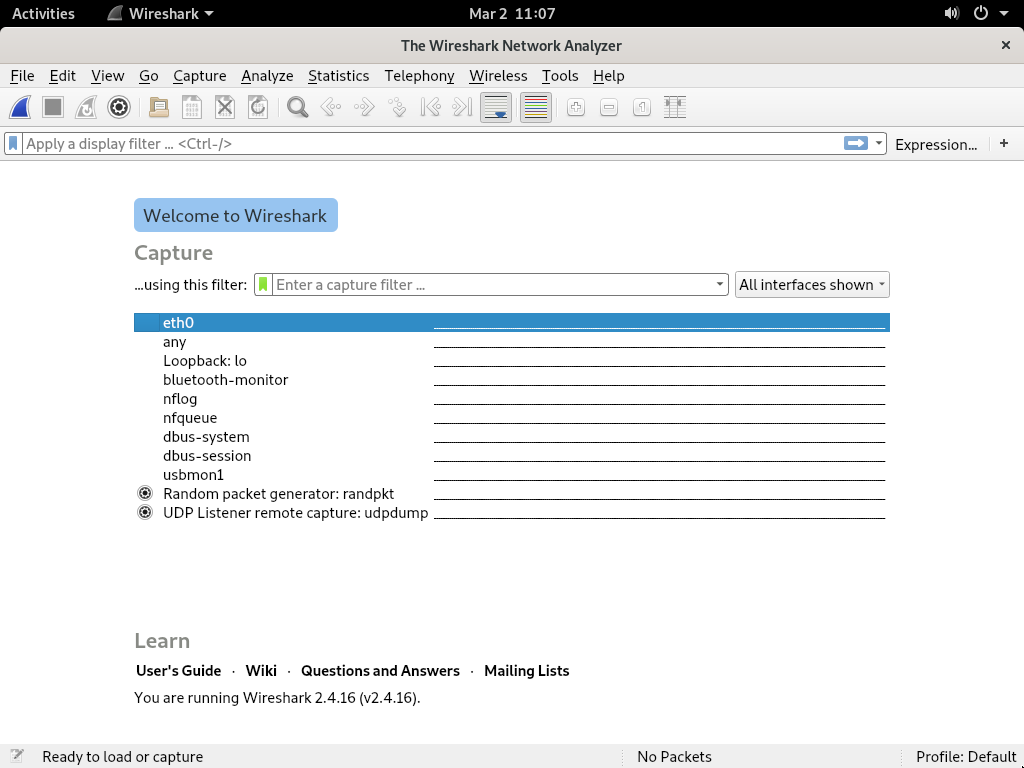 Activities Wireshark Mar 2 11:07
The Wireshark Network Analyzer
File Edit View Go Capture Analyze Statistics Telephony Wireless Tools Help
Apply a display filter ... <Ctrl-/> Expression... +
Welcome to Wireshark
Capture
...using this filter: Enter a capture filter ... All interfaces shown
eth0
any
Loopback: lo
bluetooth-monitor
nflog
nfqueue
dbus-system
dbus-session
usbmon1
Random packet generator: randpkt
UDP Listener remote capture: udpdump
Learn
User's Guide · Wiki · Questions and Answers · Mailing Lists
You are running Wireshark 2.4.16 (v2.4.16).
Ready to load or capture No Packets Profile: Default